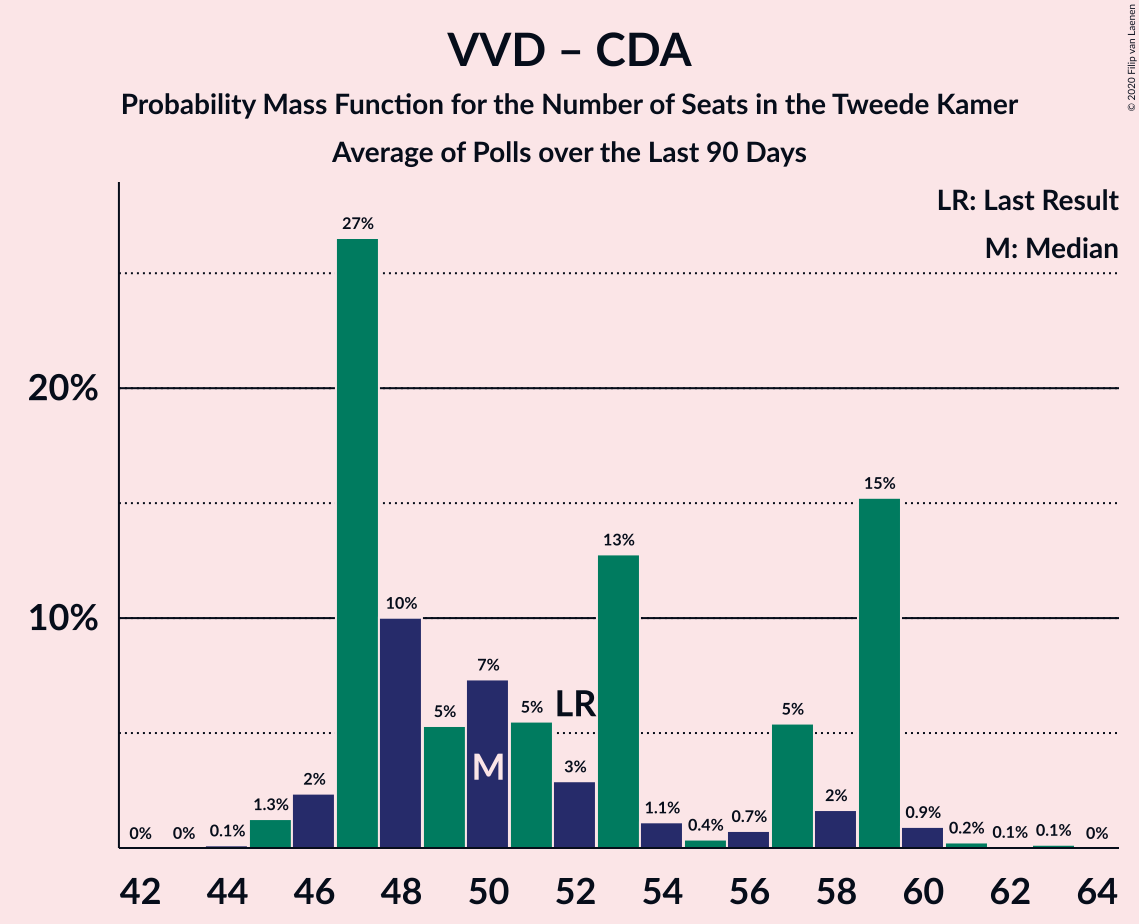 VVD – CDA
Probability Mass Function for the Number of Seats in the Tweede Kamer
Average of Polls over the Last 90 Days
© 2020 Filip van Laenen
LR: Last Result
M: Median
27%
20%
15%
13%
10%
10%
7%
LR
5%
5%
5%
M
3%
2%
2%
1.3%
1.1%
0.9%
0.7%
0.4%
0.2%
0%
0%
0.1%
0.1%
0.1%
0%
42 44 46 48 50 52 54 56 58 60 62 64